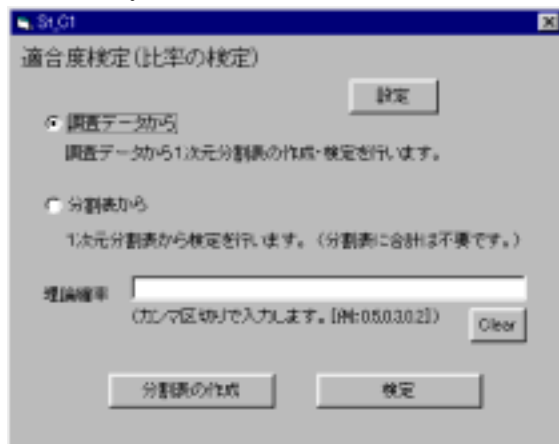 St_C1
適合度検定(比率の検定)
設定
調査データから
調査データから1次元分割表の作成・検定を行います。
分割表から
1次元分割表から検定を行います。(分割表に合計は不要です。)
理論確率
(カンマ区切りで入力します。[例:0.5,0.3,0.2])
Clear
分割表の作成
検定